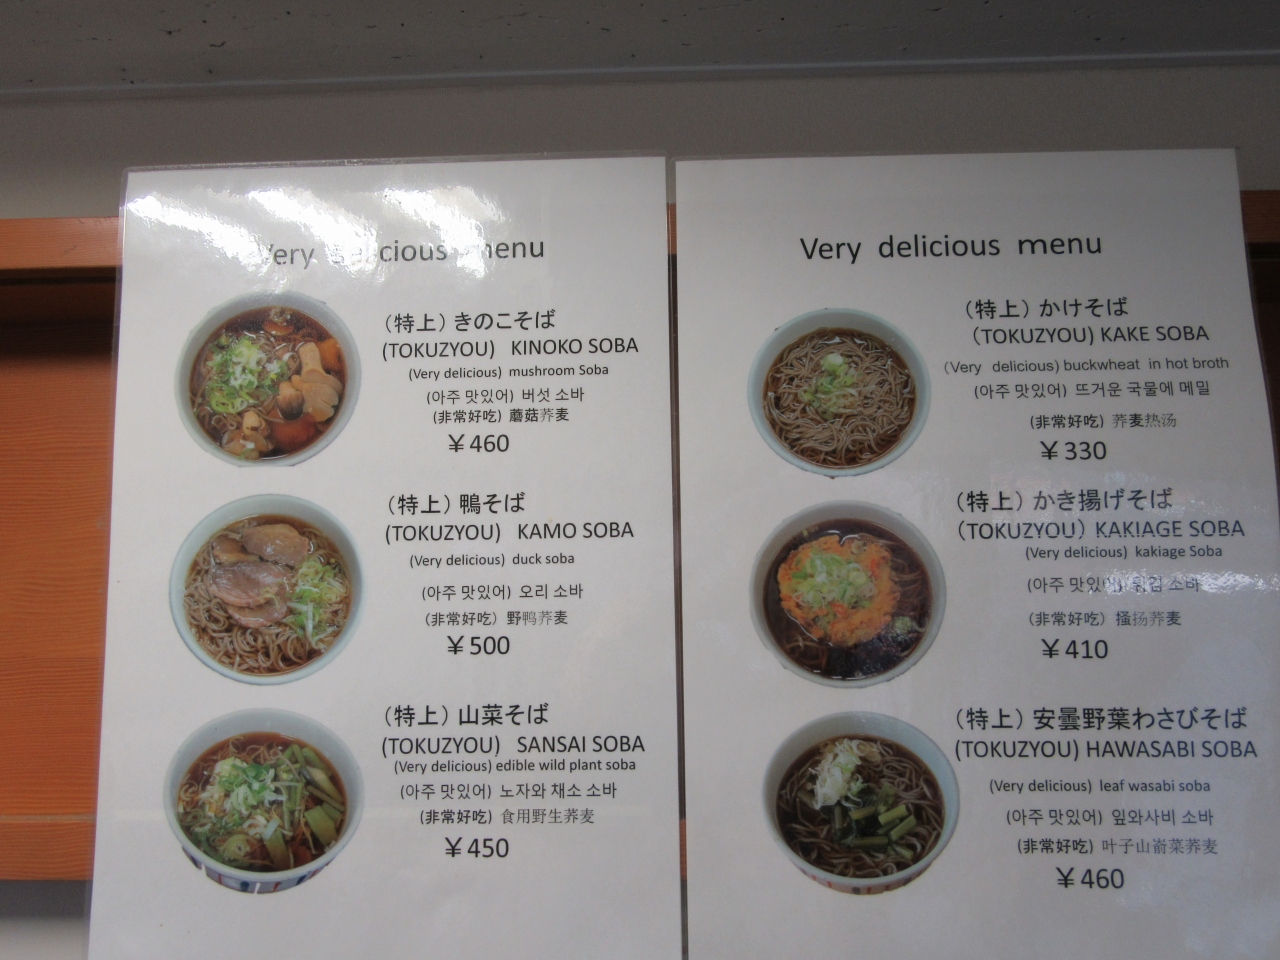 Very delicious menu
（特上）きのこそば
(TOKUZYOU) KINOKO SOBA
(Very delicious) mushroom Soba
(아주 맛있어) 버섯 소바
(非常好吃) 蘑菇荞麦
￥460
（特上）鴨そば
(TOKUZYOU) KAMO SOBA
(Very delicious) duck soba
(아주 맛있어) 오리 소바
(非常好吃) 野鸭荞麦
￥500
（特上）山菜そば
(TOKUZYOU) SANSAI SOBA
(Very delicious) edible wild plant soba
(아주 맛있어) 노자와 채소 소바
(非常好吃) 食用野生荞麦
￥450
Very delicious menu
（特上）かけそば
(TOKUZYOU) KAKE SOBA
(Very delicious) buckwheat in hot broth
(아주 맛있어) 뜨거운 국물에 메밀
(非常好吃) 荞麦热汤
￥330
（特上）かき揚げそば
(TOKUZYOU) KAKIAGE SOBA
(Very delicious) kakiage Soba
(아주 맛있어) 튀김 소바
(非常好吃) 搔扬荞麦
￥410
（特上）安曇野葉わさびそば
(TOKUZYOU) HAWASABI SOBA
(Very delicious) leaf wasabi soba
(아주 맛있어) 잎와사비 소바
(非常好吃) 叶子山嵛菜荞麦
￥460